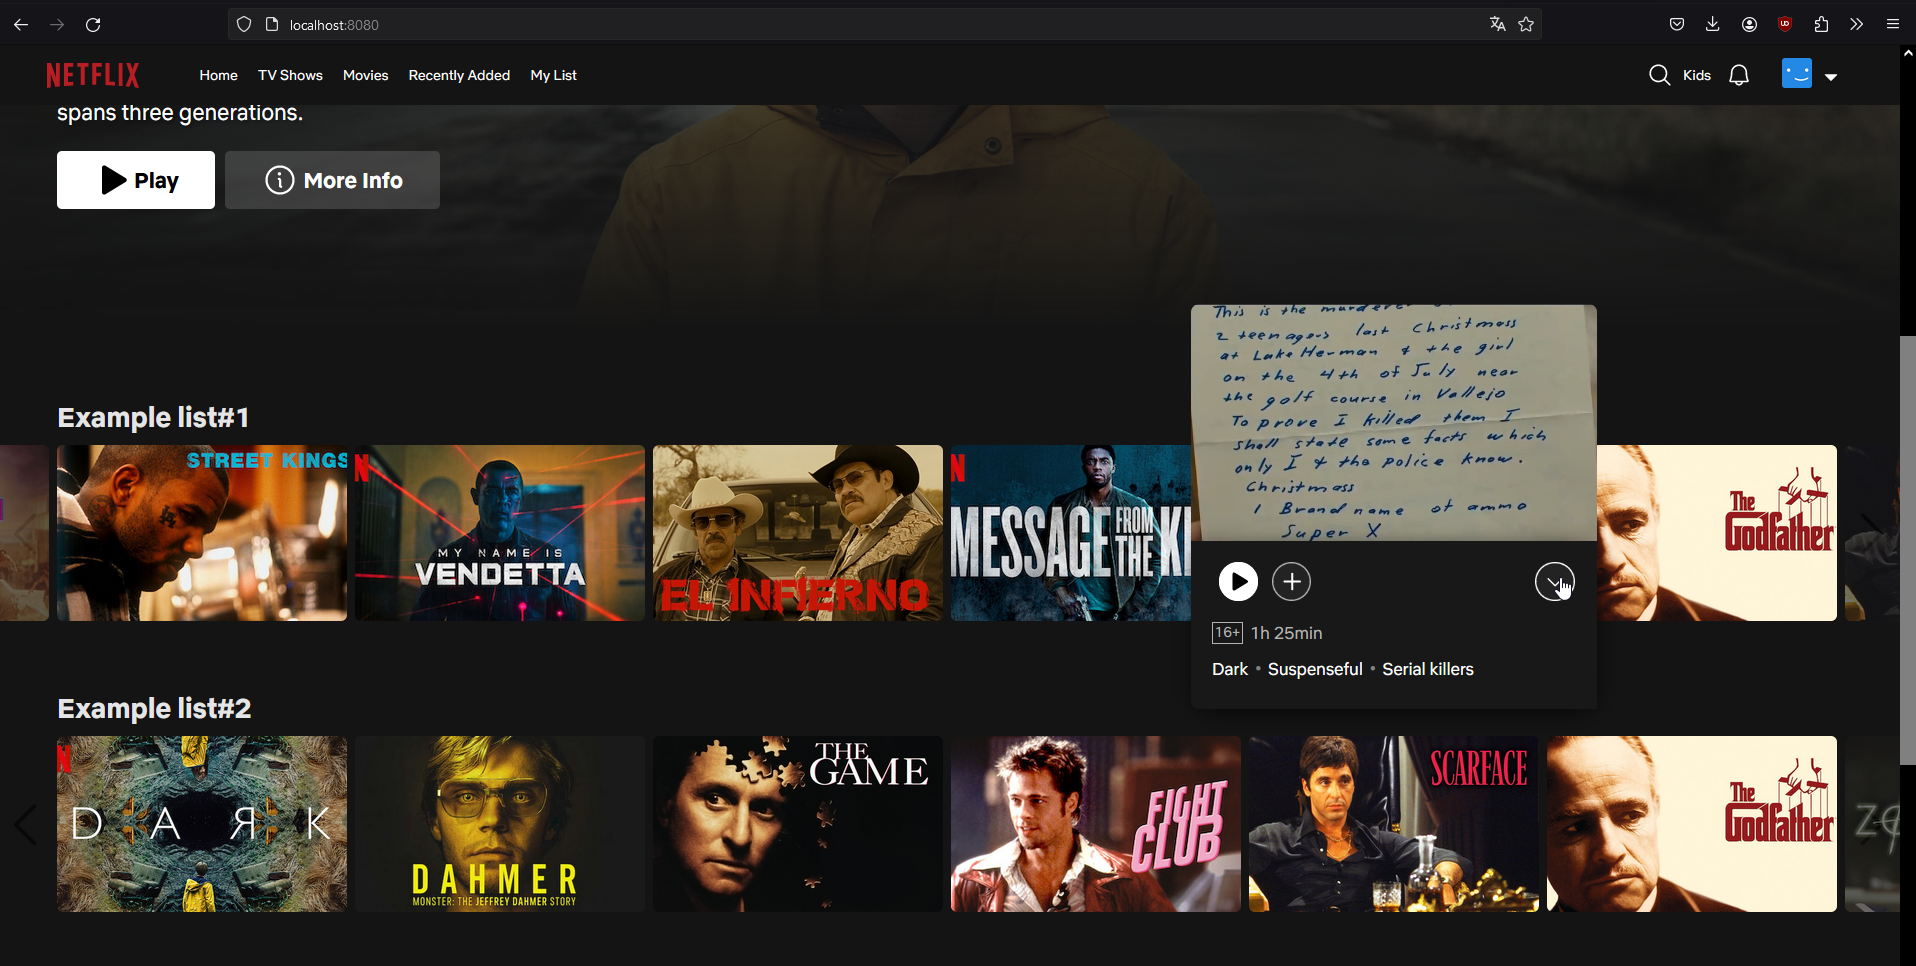 localhost:8080
NETFLIX
Home
TV Shows
Movies
Recently Added
My List
Kids
spans three generations.
Play
More Info
This is the murderer
2 teenagers last Christmass
at Lake Herman & the girl
on the 4th of July near
the golf course in Vallejo
To prove I killed them I
shall state some facts which
only I & the police know.
Christmass
1 Brand name of ammo
Super X
Example list#1
STREET KINGS
N
MY NAME IS
VENDETTA
EL INFIERNO
N
MESSAGE FROM
THE KI
The
Godfather
16+ 1h 25min
Dark • Suspenseful • Serial killers
Example list#2
N
DARK
DAHMER
MONSTER: THE JEFFREY DAHMER STORY
THE
GAME
FIGHT
CLUB
SCARFACE
The
Godfather